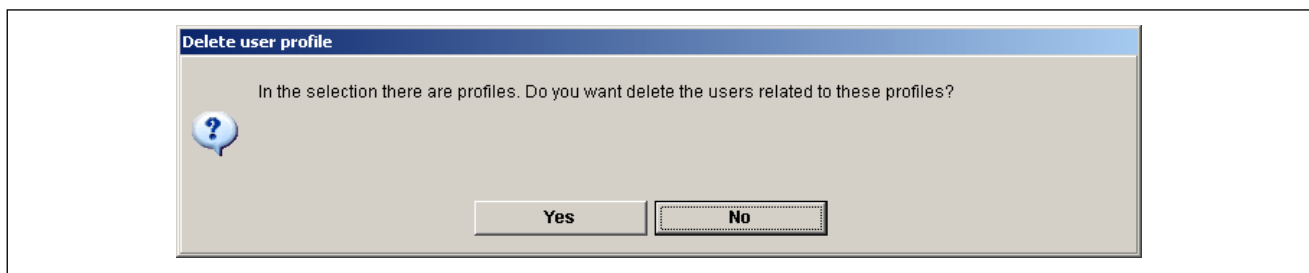 Delete user profile
In the selection there are profiles. Do you want delete the users related to these profiles?
Yes
No